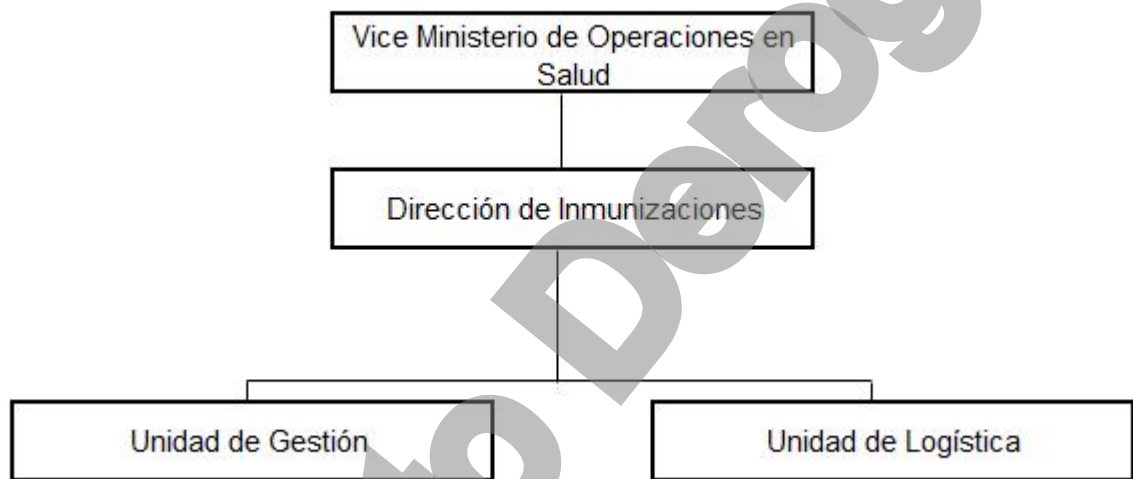 Vice Ministerio de Operaciones en
Salud
Dirección de Inmunizaciones
Unidad de Gestión
Unidad de Logística